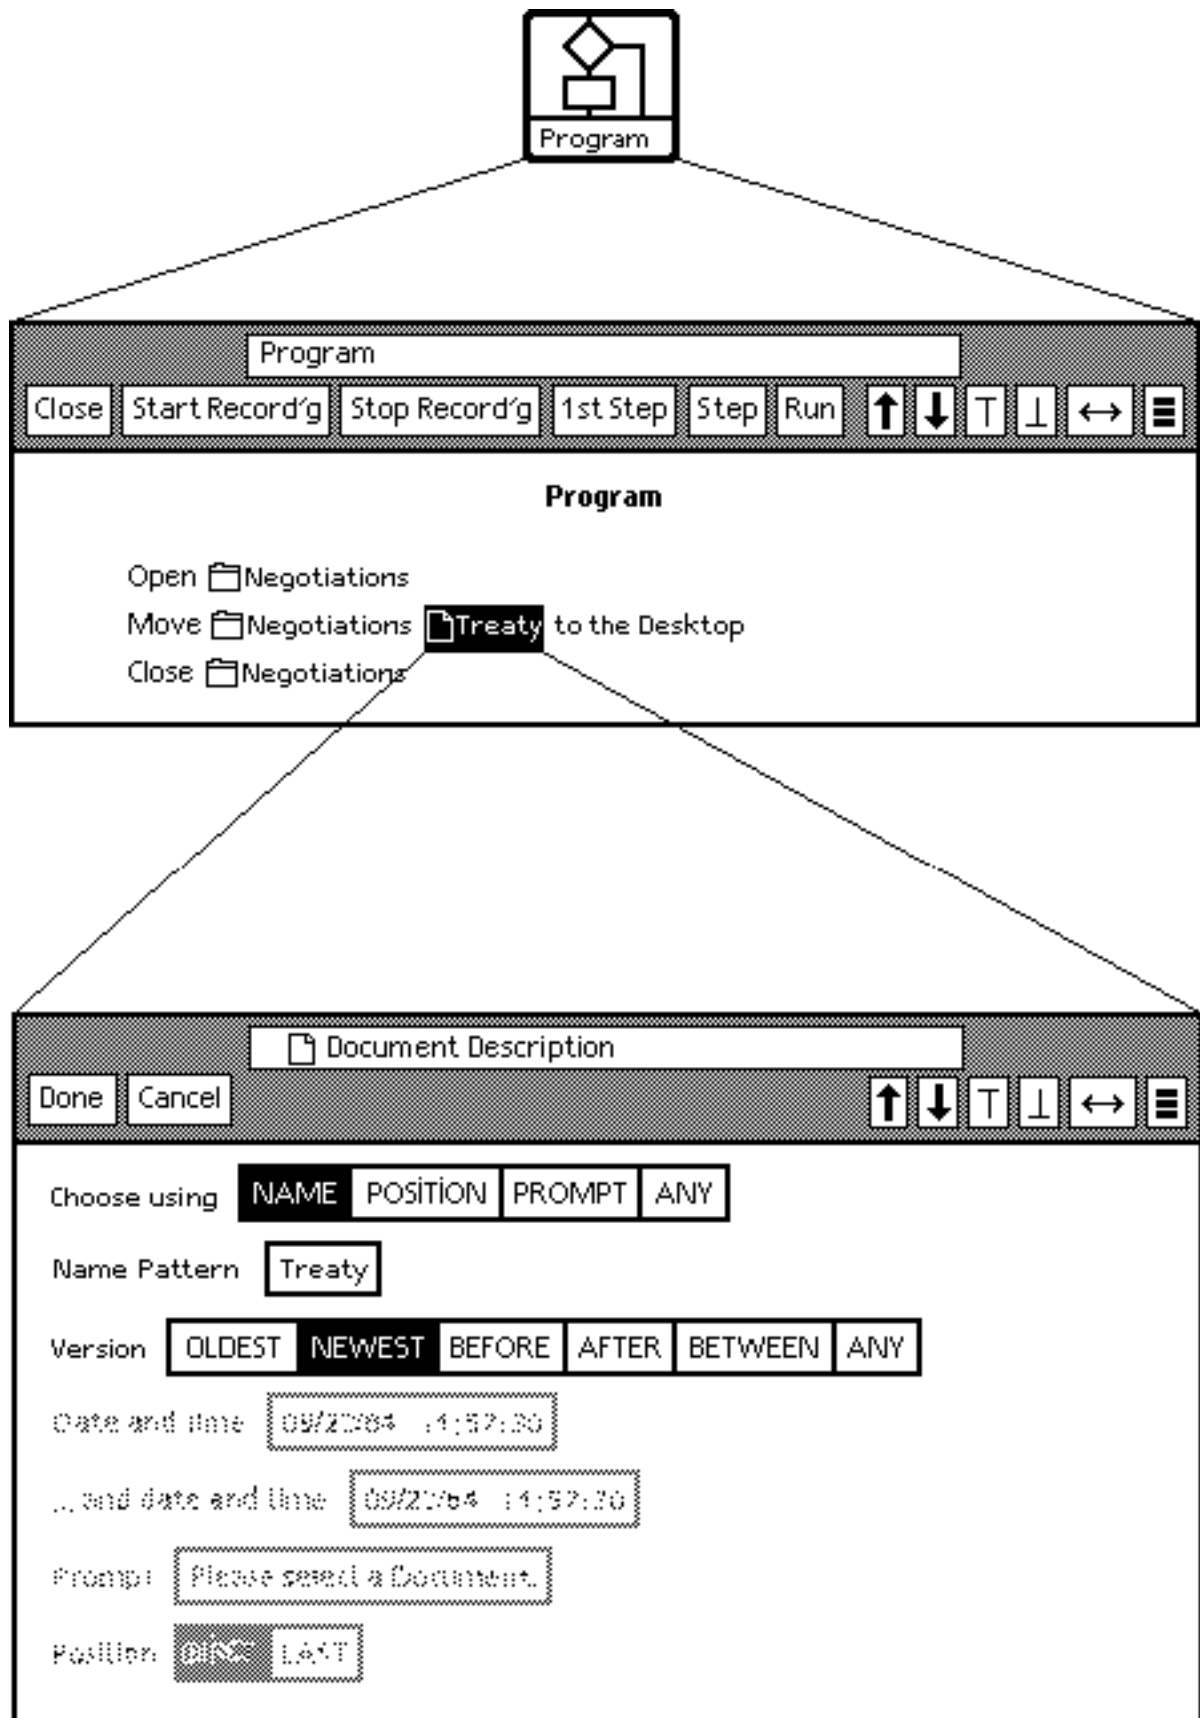 Program
Program
Close Start Record'g Stop Record'g 1st Step Step Run
Program
Open Negotiations
Move Negotiations Treaty to the Desktop
Close Negotiations
Document Description
Done Cancel
Choose using NAME POSITION PROMPT ANY
Name Pattern Treaty
Version OLDEST NEWEST BEFORE AFTER BETWEEN ANY
Date and time
... and date and time
Prompt Please select a Document.
Position LAST